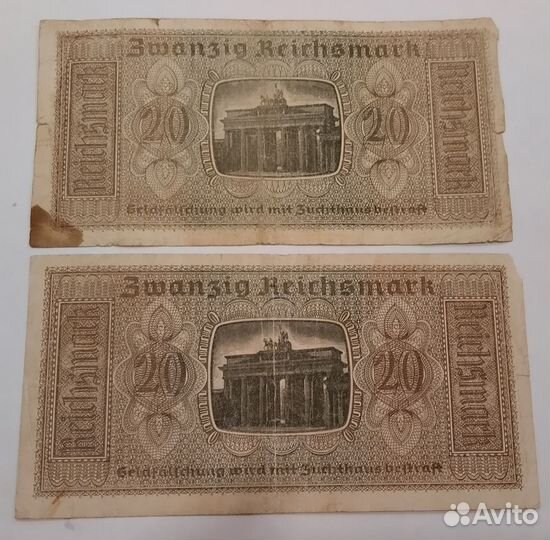 Zwanzig Reichsmark
Reichsmark
20
20
Reichsmark
Geldfälschung wird mit Zuchthaus bestraft
Zwanzig Reichsmark
Reichsmark
20
20
Reichsmark
Geldfälschung wird mit Zuchthaus bestraft
Avito